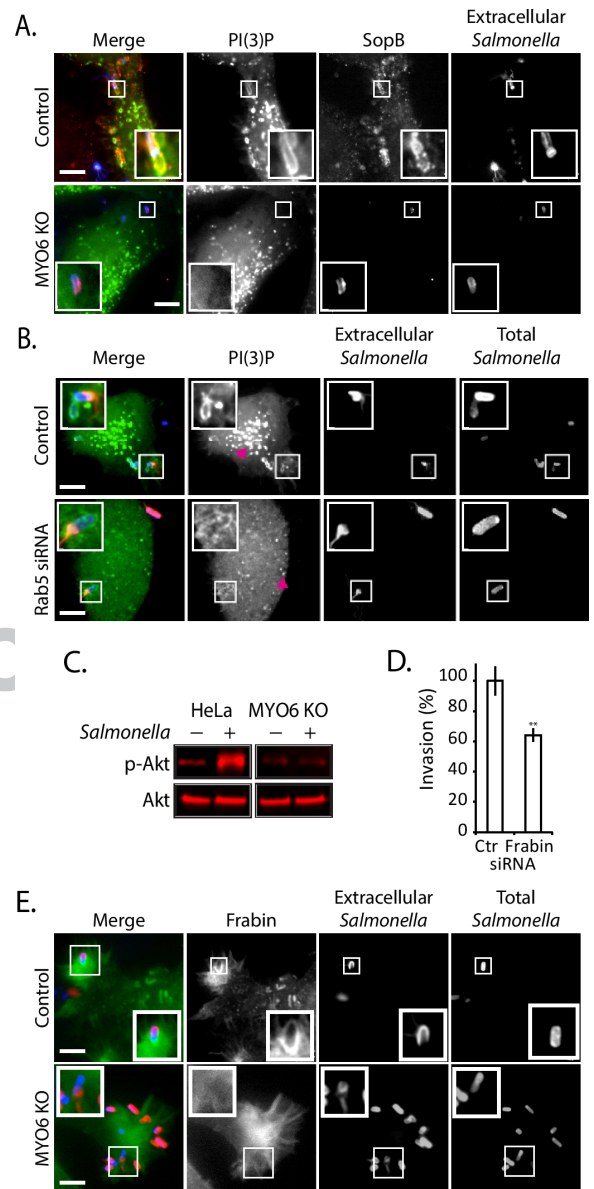 A.
Extracellular
Merge PI(3)P SopB Salmonella
Control
MYO6 KO
B.
Extracellular Total
Merge PI(3)P Salmonella Salmonella
Control
Rab5 siRNA
C
C.
HeLa MYO6 KO
Salmonella − + − +
p-Akt
Akt
D.
Invasion (%)
100
80
60
40
20
0
**
Ctr Frabin
siRNA
E.
Extracellular Total
Merge Frabin Salmonella Salmonella
Control
MYO6 KO